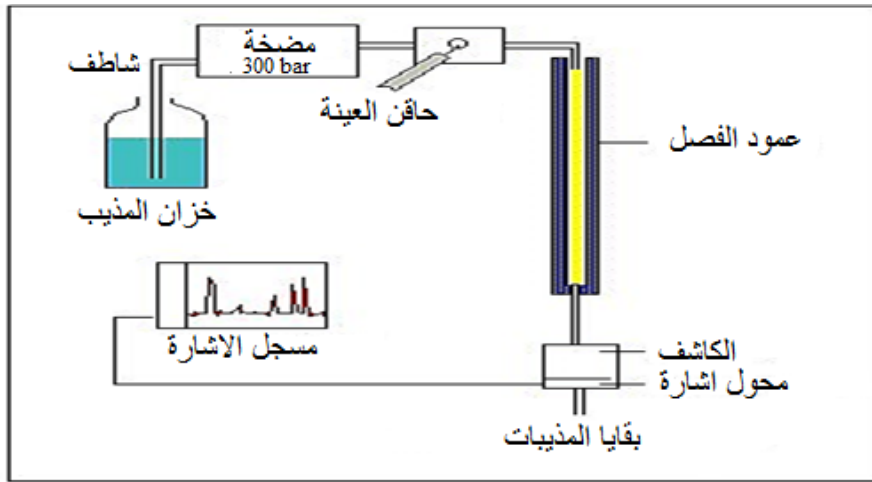 مضخة
300 bar
شاطف
حاقن العينة
عمود الفصل
خزان المذيب
مسجل الاشارة
الكاشف
محول اشارة
بقايا المذيبات